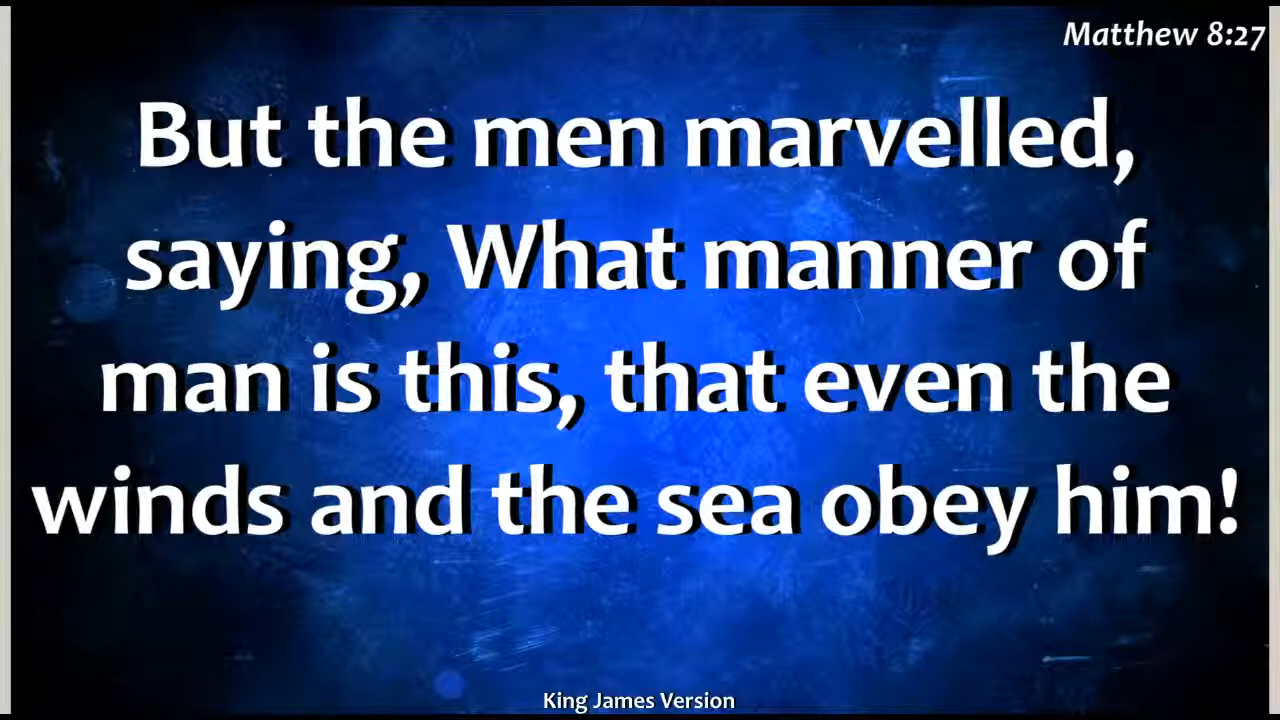 Matthew 8:27
But the men marvelled,
saying, What manner of
man is this, that even the
winds and the sea obey him!
King James Version